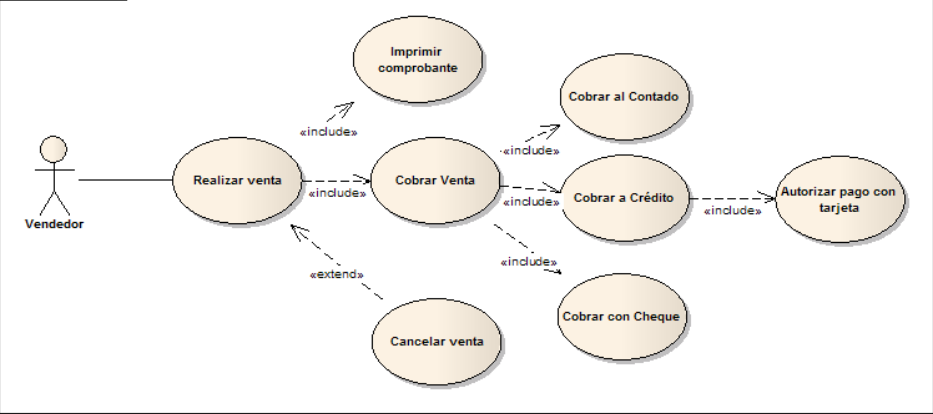 Imprimir
comprobante
Cobrar al Contado
«include»
«include»
Realizar venta
Cobrar Venta
«include»
«include»
Cobrar a Crédito
«include»
Autorizar pago con
tarjeta
Vendedor
«extend»
«include»
Cobrar con Cheque
Cancelar venta